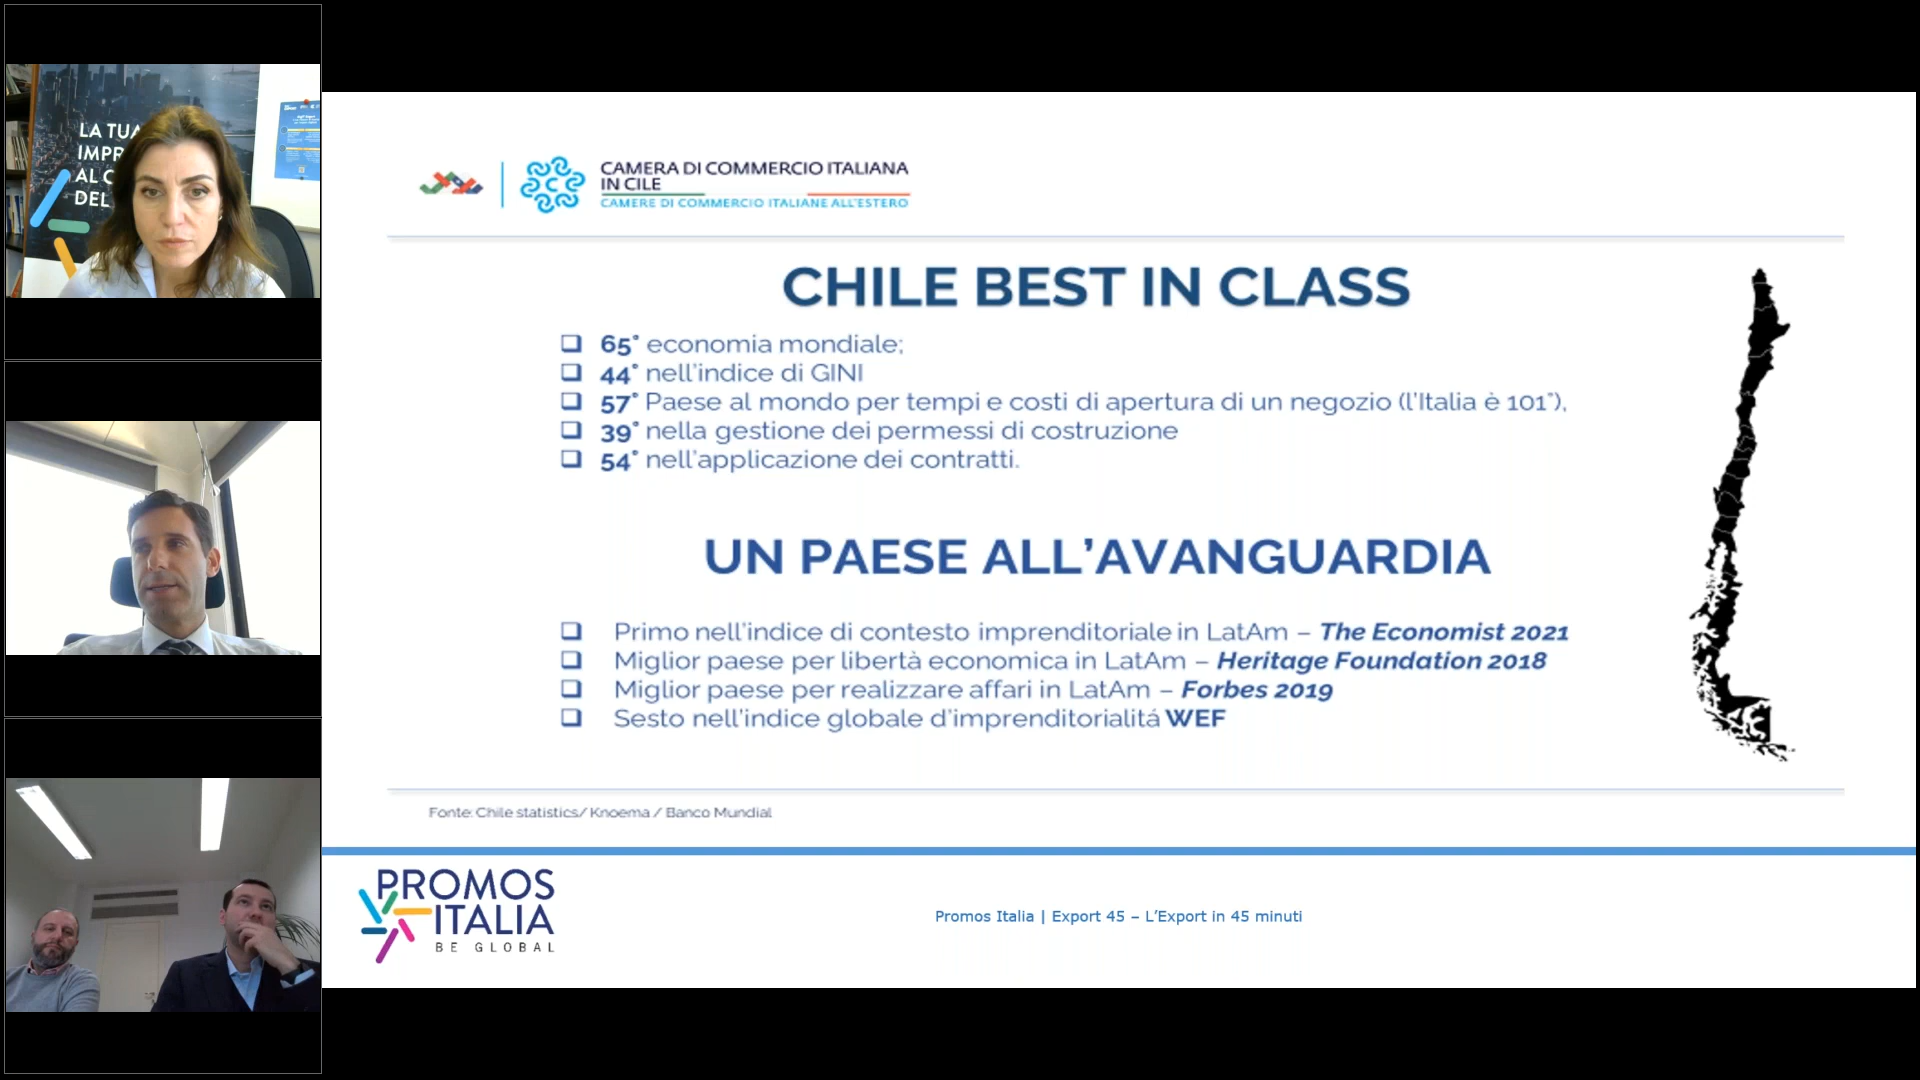 LA TUA
IMPR
AL C
DEL
CAMERA DI COMMERCIO ITALIANA
IN CILE
CAMERE DI COMMERCIO ITALIANE ALL'ESTERO
CHILE BEST IN CLASS
65° economia mondiale;
44° nell'indice di GINI
57° Paese al mondo per tempi e costi di apertura di un negozio (l'Italia è 101°),
39° nella gestione dei permessi di costruzione
54° nell'applicazione dei contratti.
UN PAESE ALL'AVANGUARDIA
Primo nell'indice di contesto imprenditoriale in LatAm – The Economist 2021
Miglior paese per libertà economica in LatAm – Heritage Foundation 2018
Miglior paese per realizzare affari in LatAm – Forbes 2019
Sesto nell'indice globale d'imprenditorialitá WEF
Fonte: Chile statistics/ Knoema / Banco Mundial
PROMOS
ITALIA
BE GLOBAL
Promos Italia | Export 45 – L'Export in 45 minuti